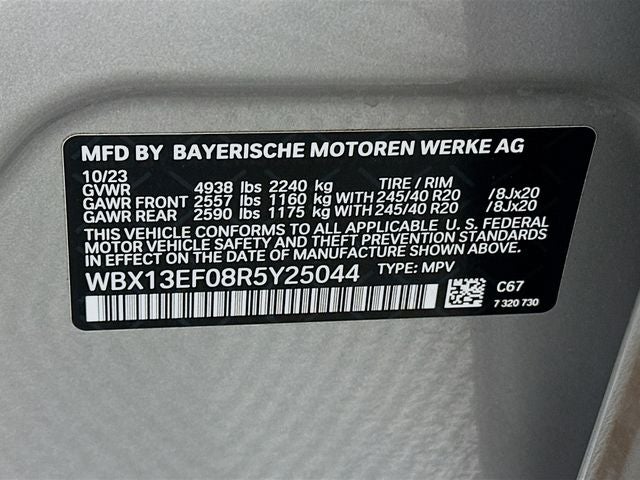 MFD BY BAYERISCHE MOTOREN WERKE AG
10/23
GVWR 4938 lbs 2240 kg TIRE / RIM
GAWR FRONT 2557 lbs 1160 kg WITH 245/40 R20 /8Jx20
GAWR REAR 2590 lbs 1175 kg WITH 245/40 R20 /8Jx20
THIS VEHICLE CONFORMS TO ALL APPLICABLE U. S. FEDERAL
MOTOR VEHICLE SAFETY, BUMPER, AND THEFT PREVENTION
STANDARDS IN EFFECT ON THE DATE OF MANUFACTURE SHOWN ABOVE.
WBX13EF08R5Y25044 TYPE: MPV
C67
7 320 730